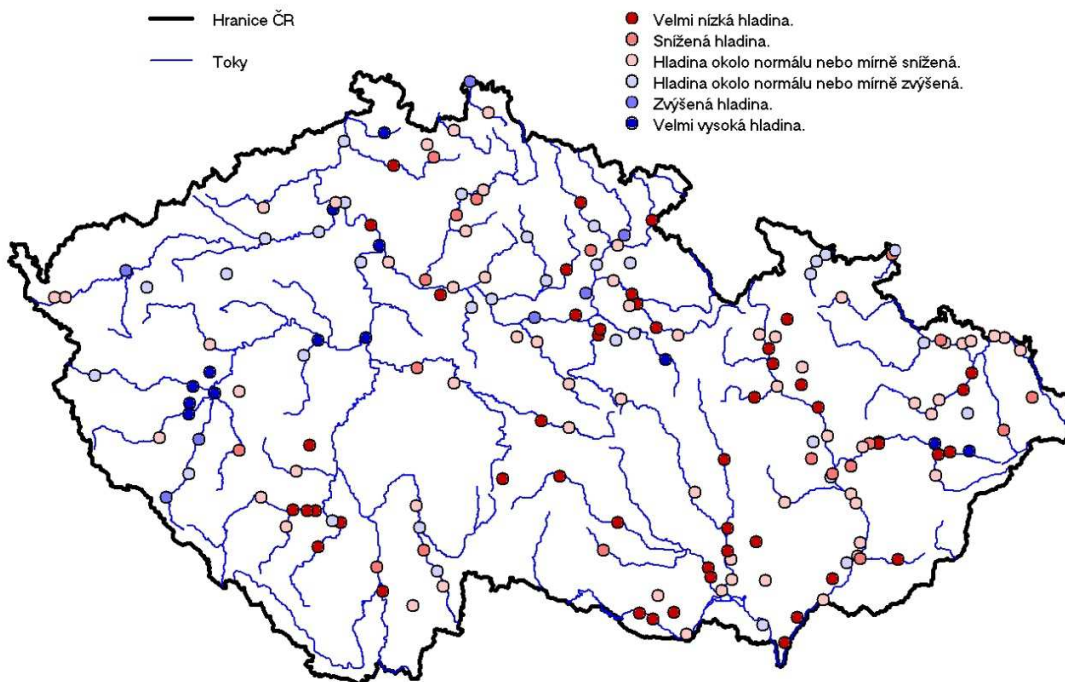 Hranice ČR
Toky
Velmi nízká hladina.
Snížená hladina.
Hladina okolo normálu nebo mírně snížená.
Hladina okolo normálu nebo mírně zvýšená.
Zvýšená hladina.
Velmi vysoká hladina.